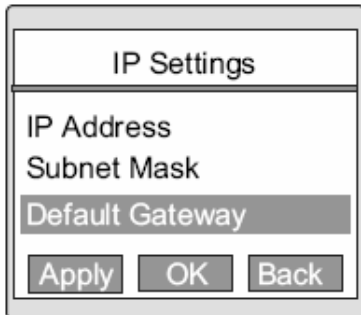 IP Settings
IP Address
Subnet Mask
Default Gateway
Apply OK Back